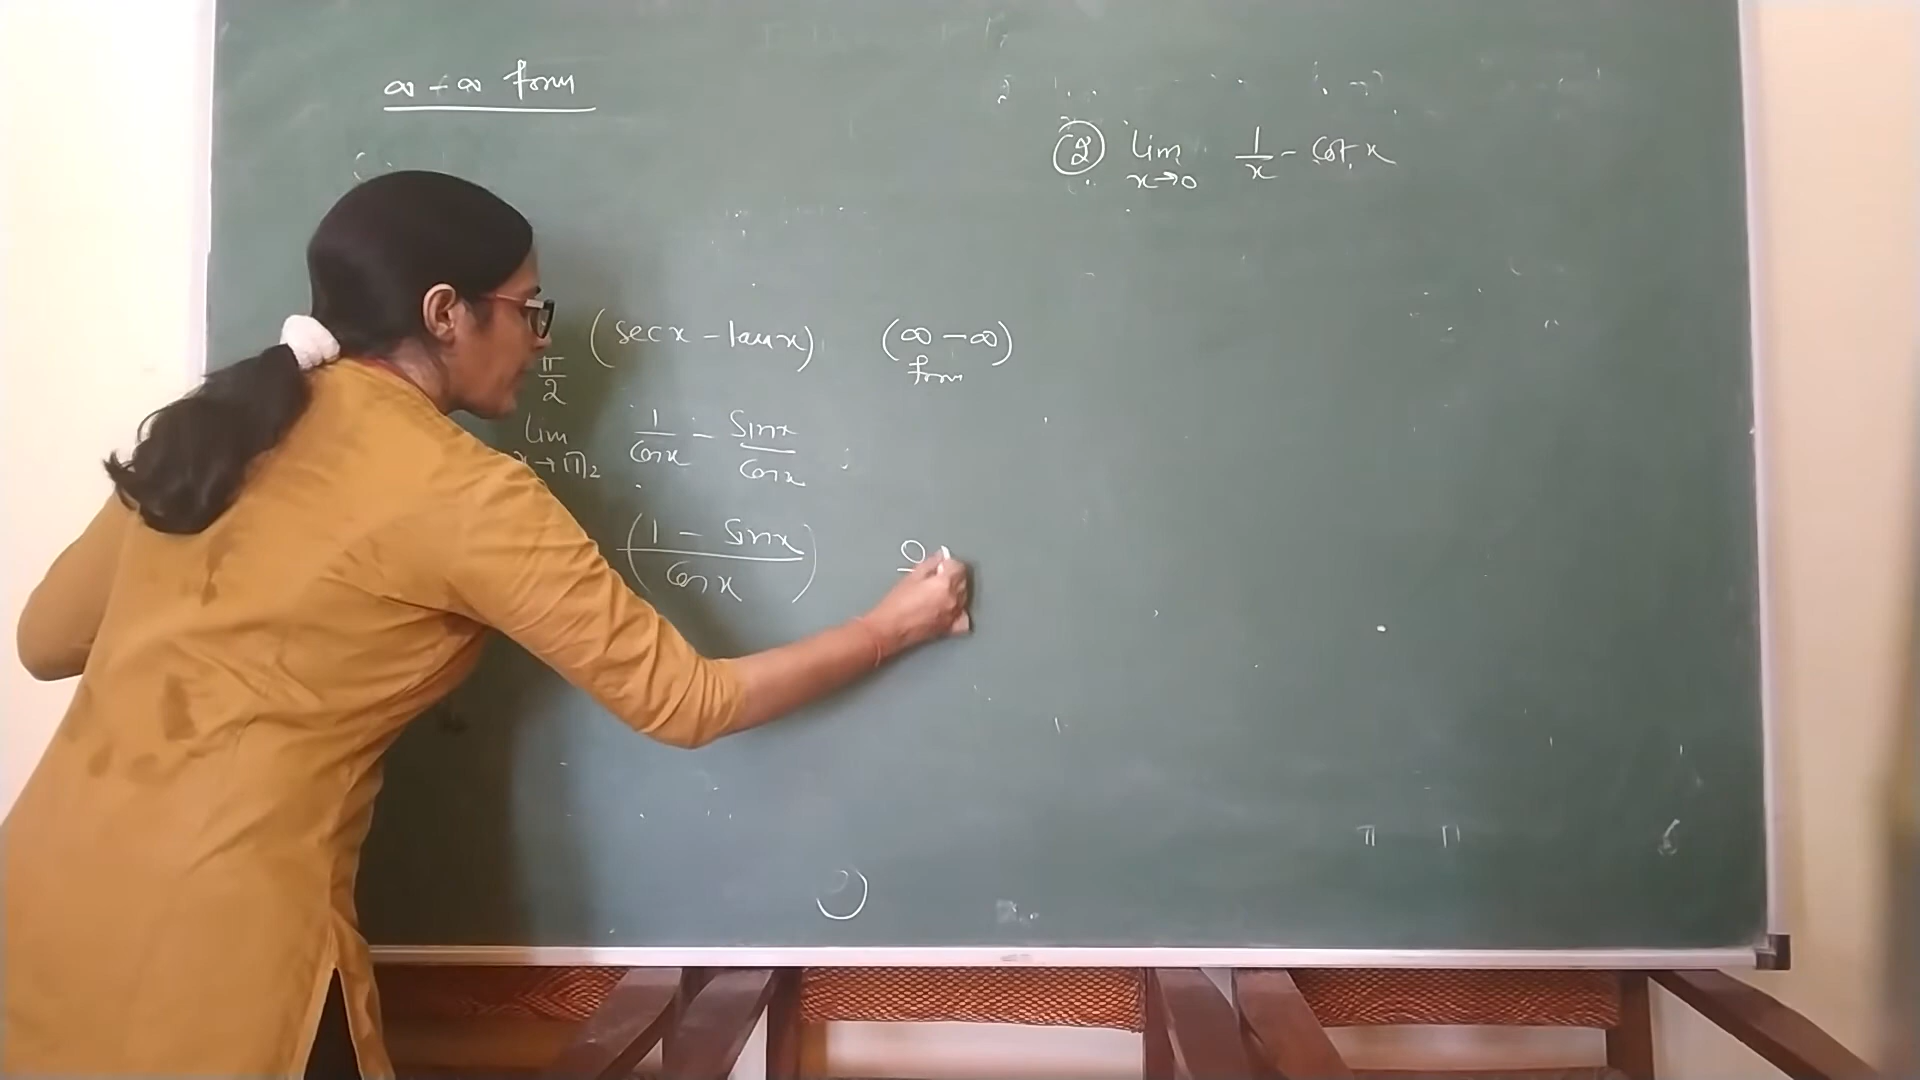 ∞ - ∞ form
(sec x - tan x) (∞ - ∞)
π/2 form
lim 1/cos x - sin x/cos x
x→π/2
(1 - sin x/cos x) 0
② lim 1/x - cot x
x→0